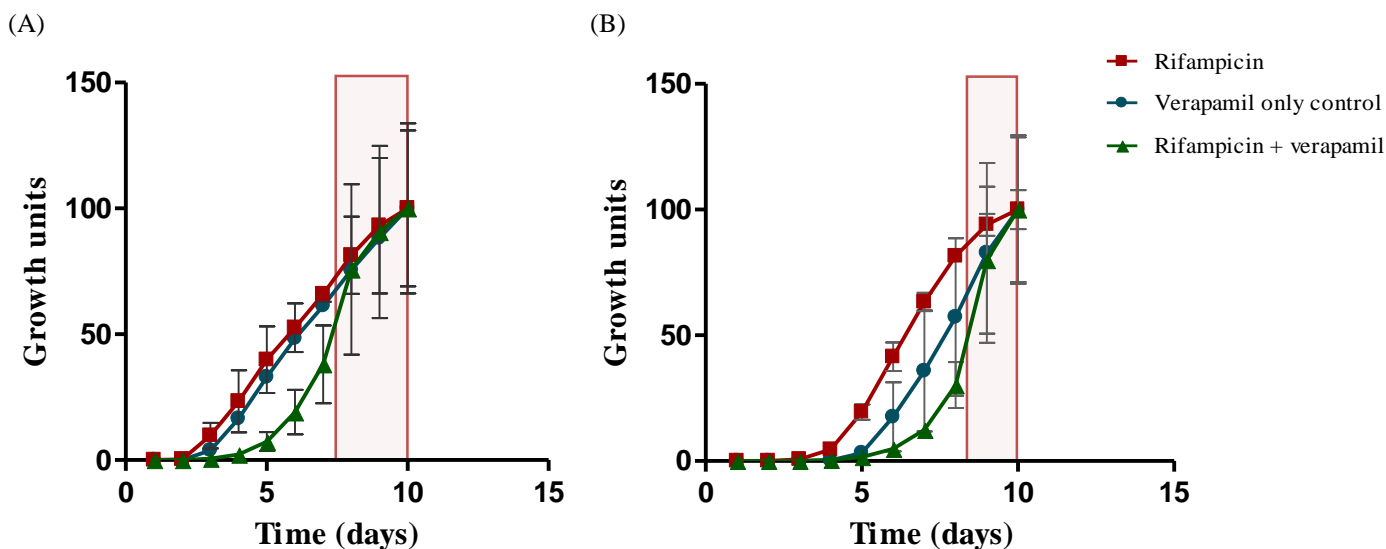 (A)
150
100
50
0
Growth units
0 5 10 15
Time (days)
(B)
150
100
50
0
Growth units
0 5 10 15
Time (days)
Rifampicin
Verapamil only control
Rifampicin + verapamil